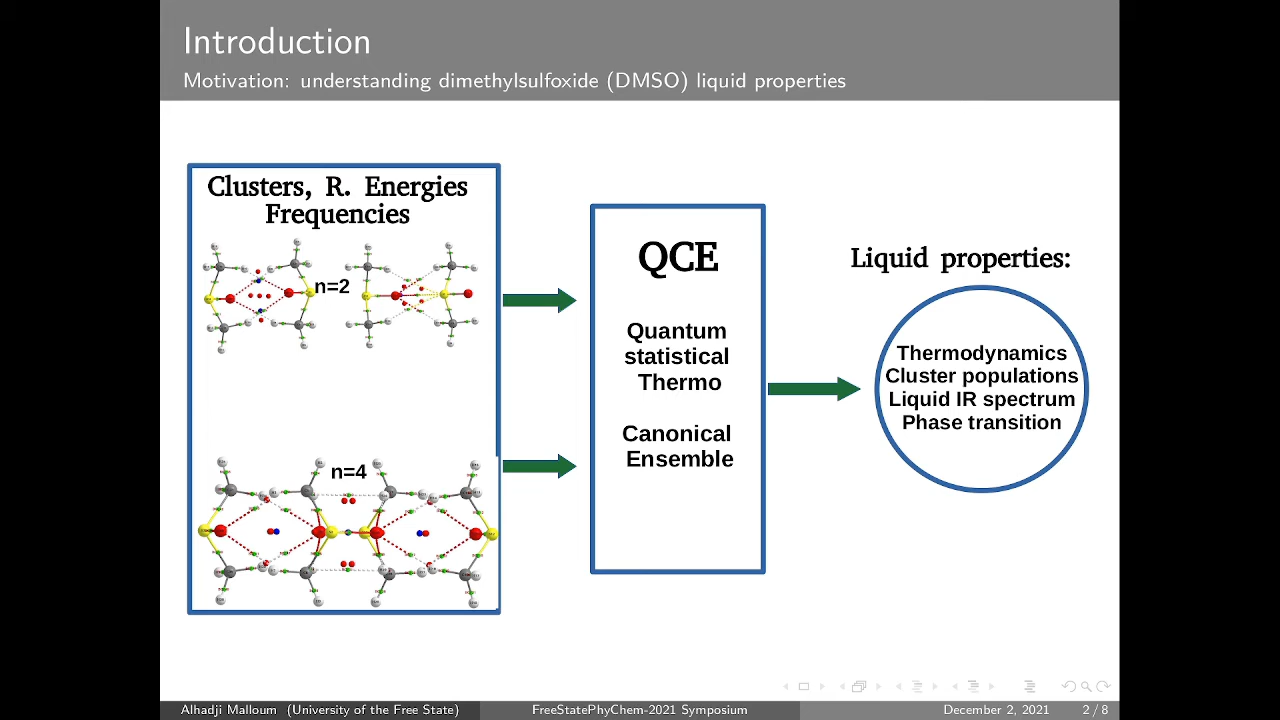 Introduction
Motivation: understanding dimethylsulfoxide (DMSO) liquid properties
Clusters, R. Energies
Frequencies
n=2
n=4
QCE
Quantum
statistical
Thermo
Canonical
Ensemble
Liquid properties:
Thermodynamics
Cluster populations
Liquid IR spectrum
Phase transition
Alhadji Malloum (University of the Free State)
FreeStatePhyChem-2021 Symposium
December 2, 2021
2 / 8